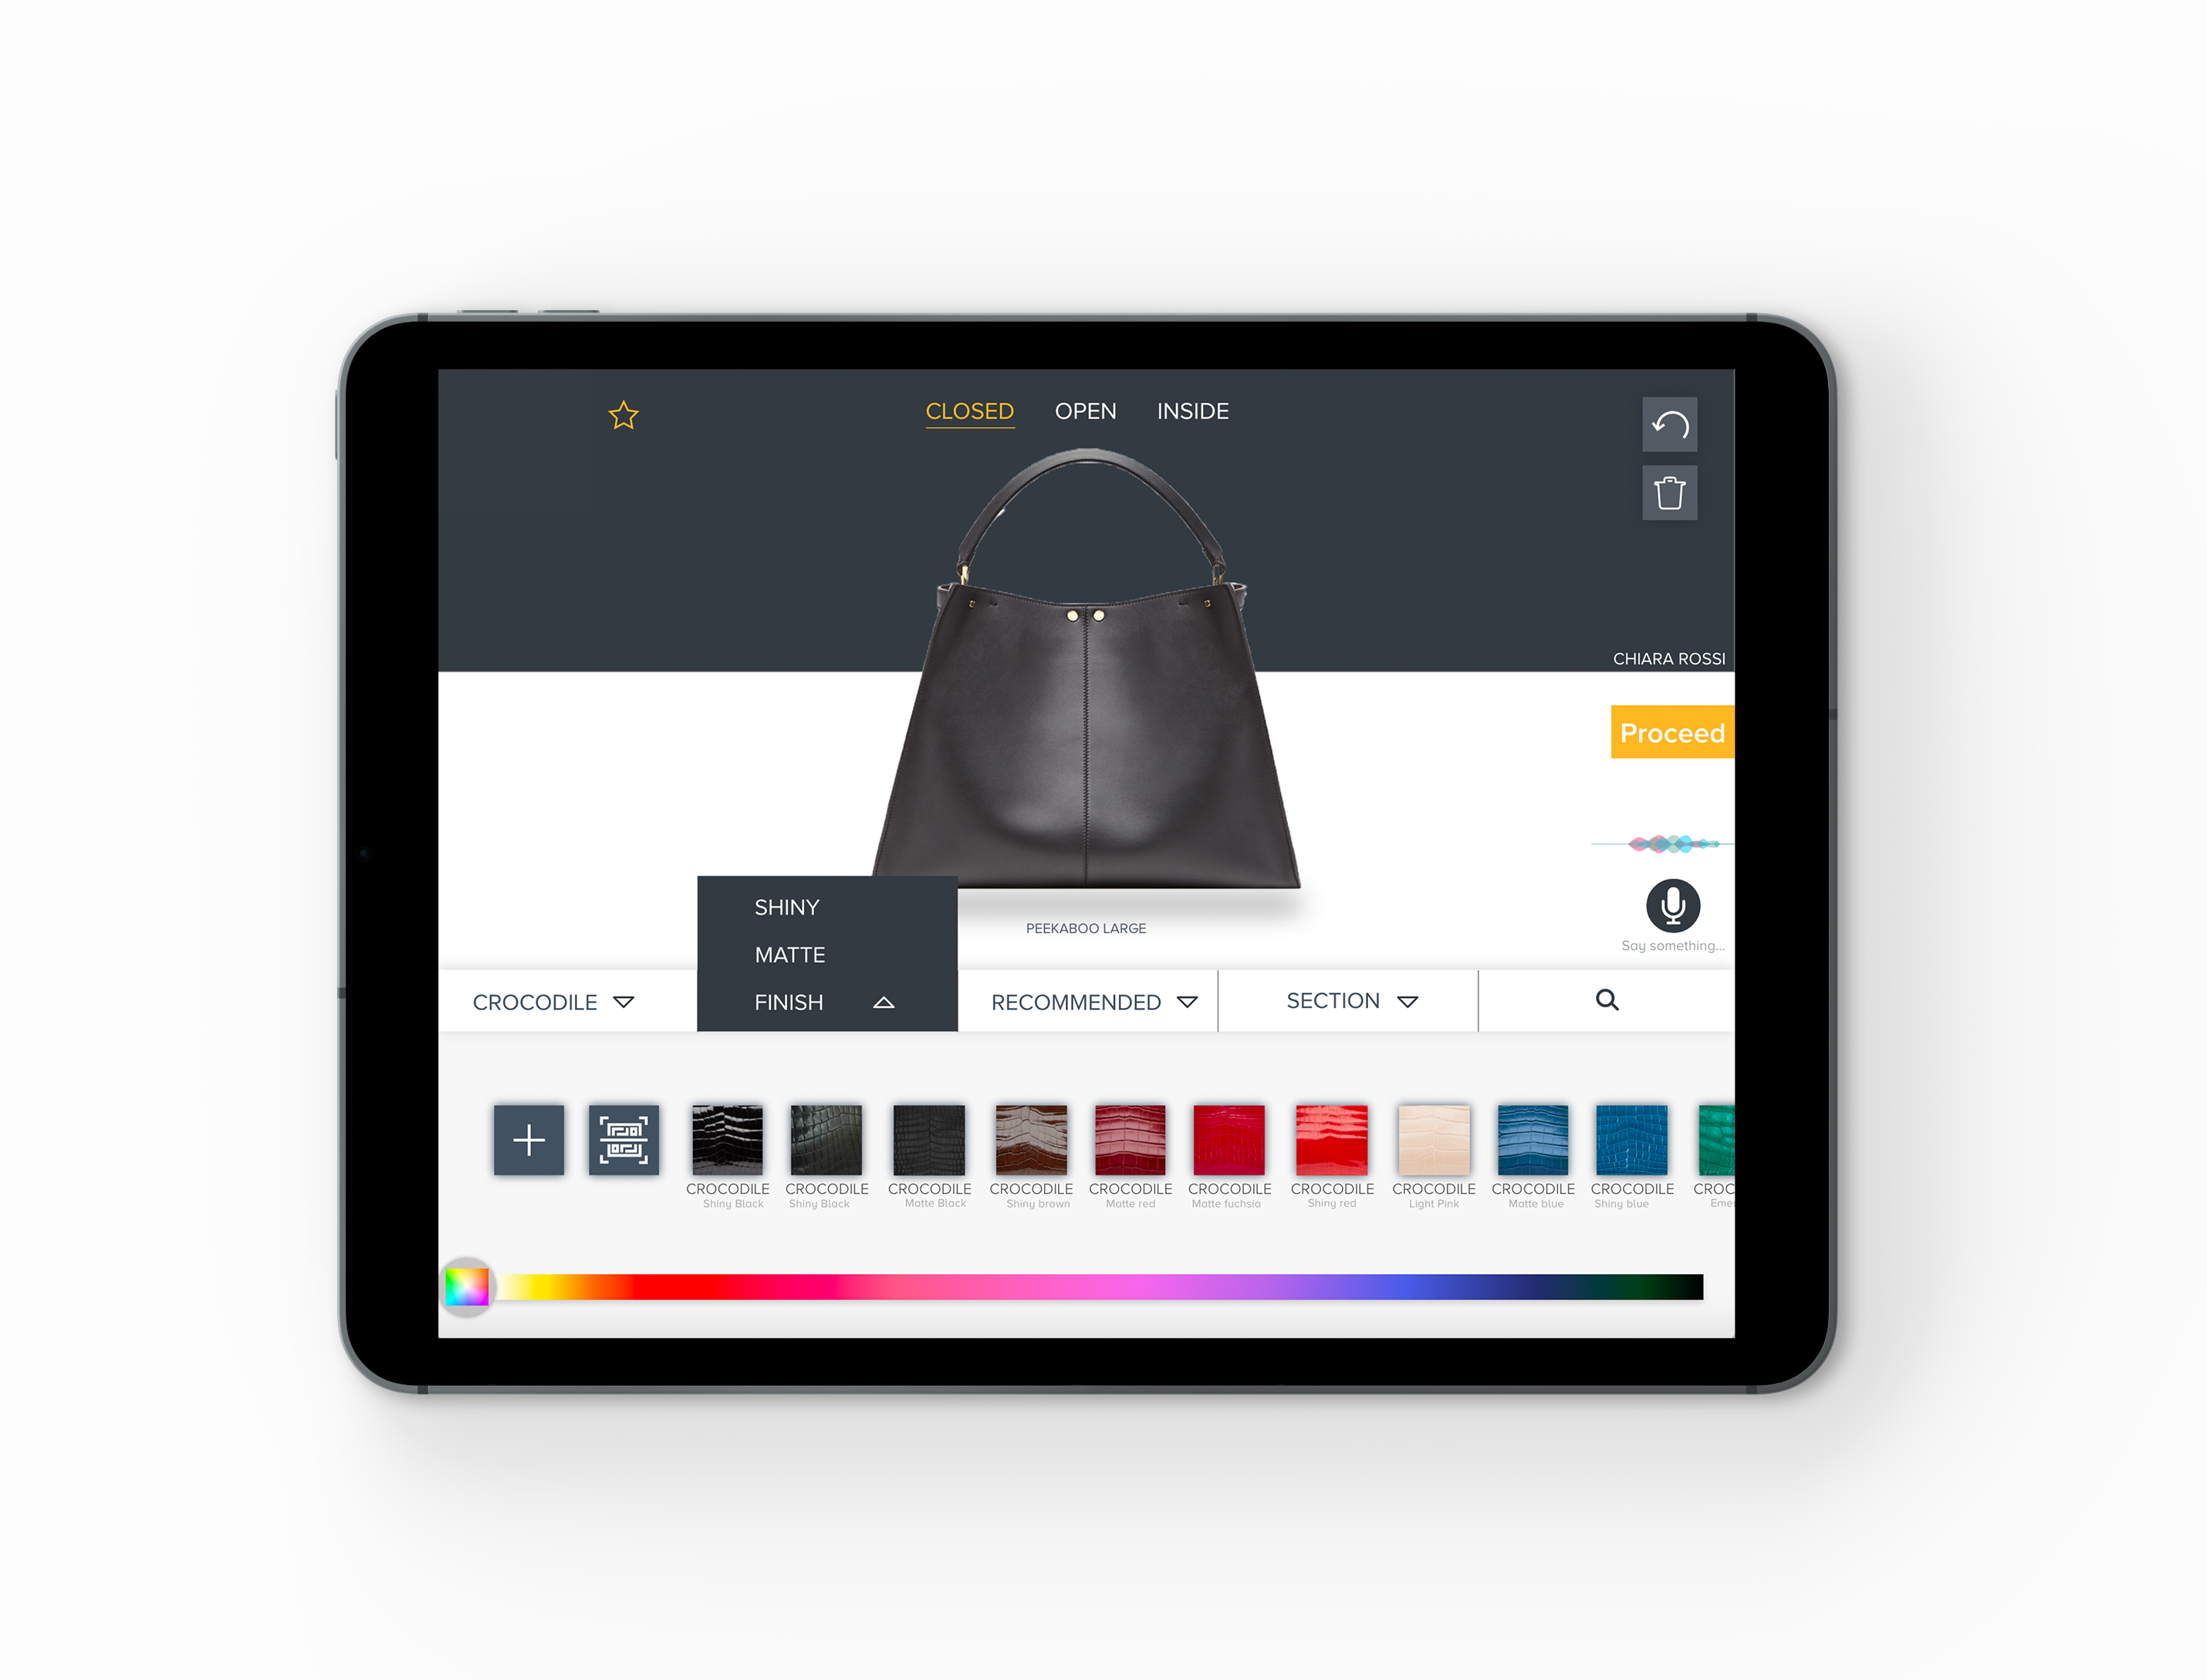 CLOSED OPEN INSIDE
CHIARA ROSSI
Proceed
Say something...
PEEKABOO LARGE
SHINY
MATTE
CROCODILE FINISH RECOMMENDED SECTION
CROCODILE CROCODILE CROCODILE CROCODILE CROCODILE CROCODILE CROCODILE CROCODILE CROCODILE CROCODILE CROC
Shiny Black Shiny Black Matte Black Shiny brown Matte red Matte fuchsia Shiny red Light Pink Matte blue Shiny blue Eme